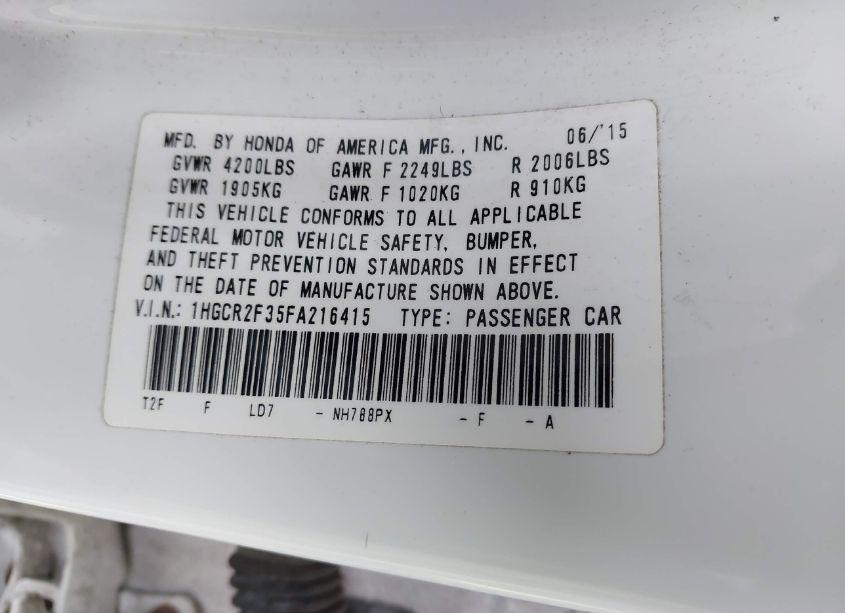 MFD. BY HONDA OF AMERICA MFG., INC. 06/'15
GVWR 4200LBS GAWR F 2249LBS R 2006LBS
GVWR 1905KG GAWR F 1020KG R 910KG
THIS VEHICLE CONFORMS TO ALL APPLICABLE
FEDERAL MOTOR VEHICLE SAFETY, BUMPER,
AND THEFT PREVENTION STANDARDS IN EFFECT
ON THE DATE OF MANUFACTURE SHOWN ABOVE.
V.I.N.: 1HGCR2F35FA216415 TYPE: PASSENGER CAR
T2F F LD7 - NH788PX - F - A